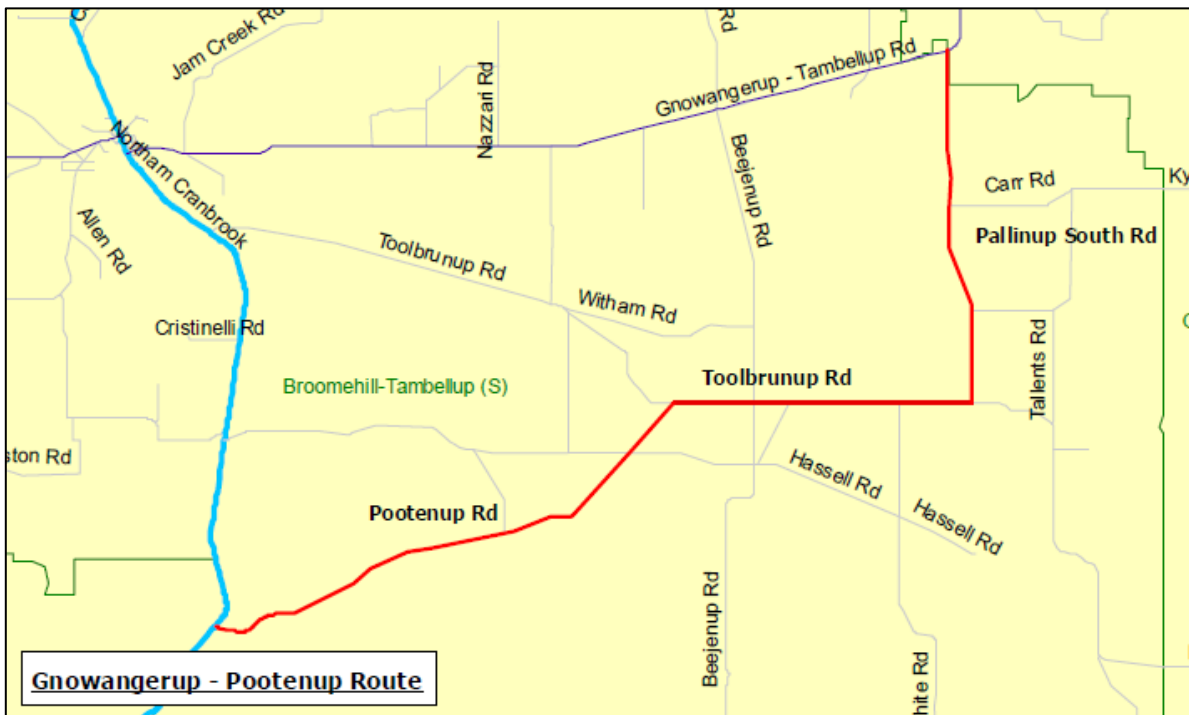 Jam Creek Rd
Rd
Gnowangerup - Tambellup Rd
Nazzari Rd
Northam Cranbrook
Beejenup Rd
Carr Rd
Ky
Allen Rd
Pallinup South Rd
Toolbrunup Rd
Witham Rd
Cristinelli Rd
Toolbrunup Rd
Tallents Rd
Broomehill-Tambellup (S)
ston Rd
Hassell Rd
Pootenup Rd
Hassell Rd
Beejenup Rd
hite Rd
Gnowangerup - Pootenup Route